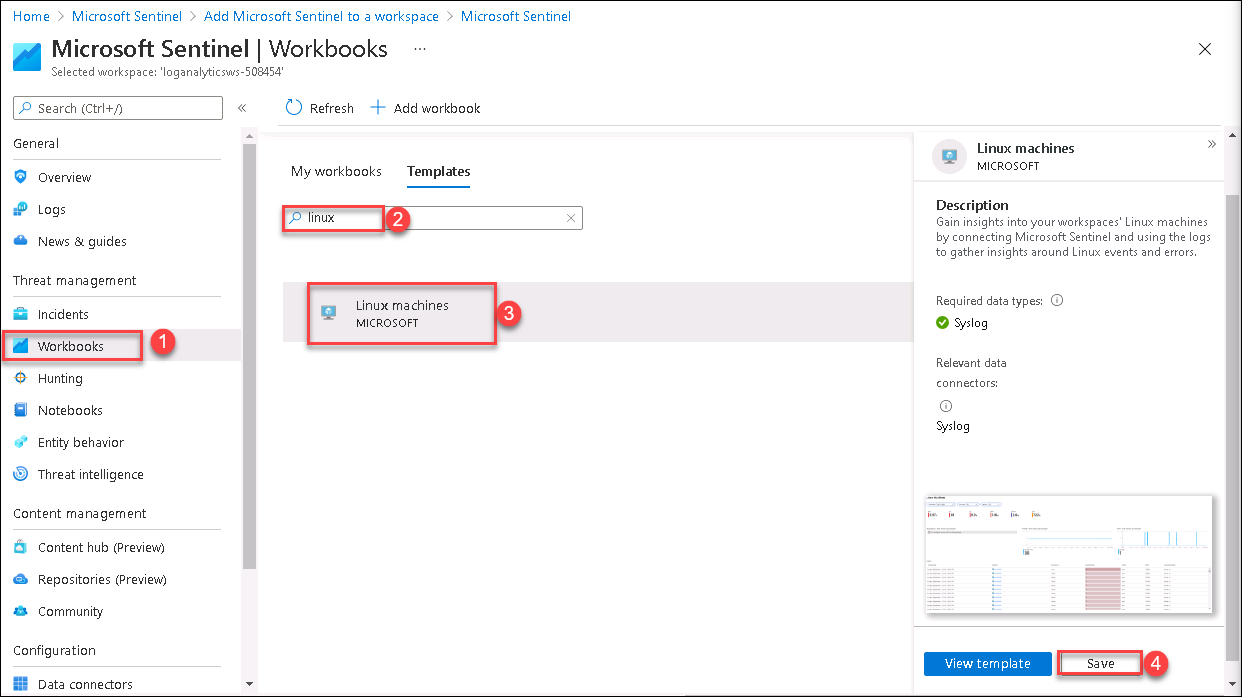 Home > Microsoft Sentinel > Add Microsoft Sentinel to a workspace > Microsoft Sentinel
Microsoft Sentinel | Workbooks ...
Selected workspace: 'loganalyticsws-508454'
Search (Ctrl+/)
«
Refresh
Add workbook
General
Overview
Logs
News & guides
Threat management
Incidents
Workbooks
1
Hunting
Notebooks
Entity behavior
Threat intelligence
Content management
Content hub (Preview)
Repositories (Preview)
Community
Configuration
Data connectors
My workbooks
Templates
linux
2
Linux machines
MICROSOFT
3
Linux machines
MICROSOFT
»
Description
Gain insights into your workspaces' Linux machines
by connecting Microsoft Sentinel and using the logs
to gather insights around Linux events and errors.
Required data types:
Syslog
Relevant data
connectors:
Syslog
View template
Save
4